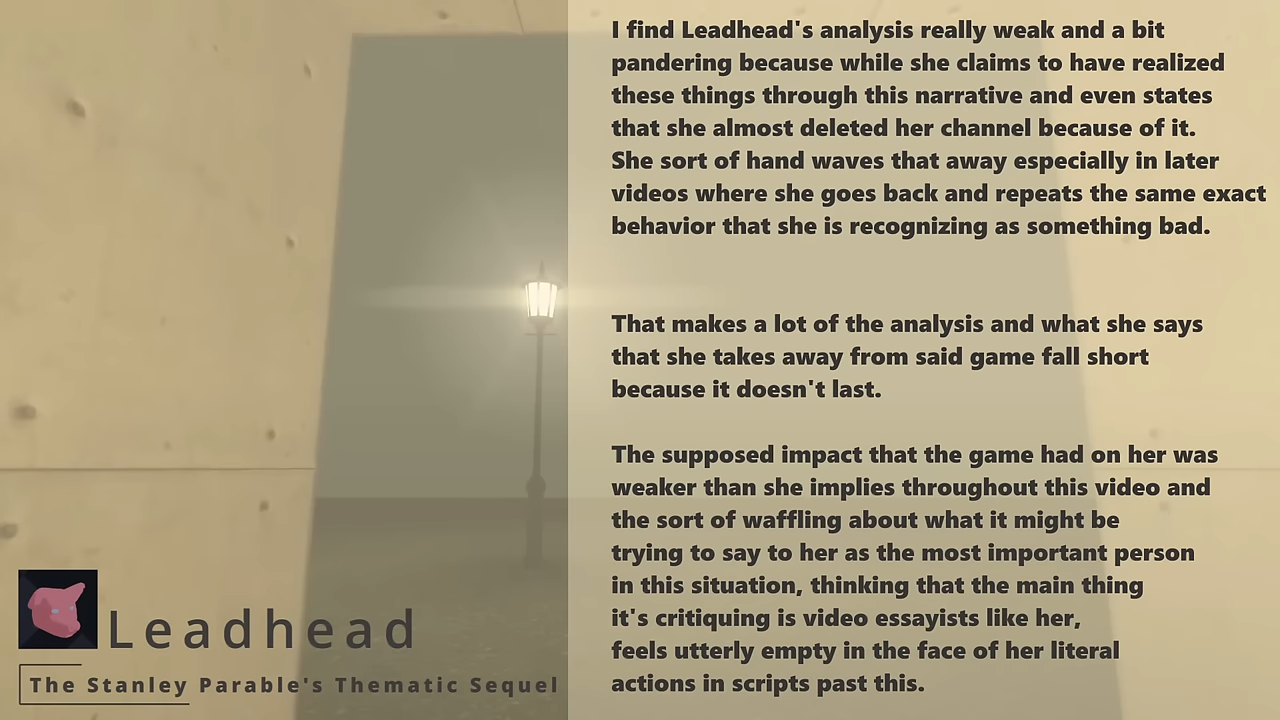 I find Leadhead's analysis really weak and a bit
pandering because while she claims to have realized
these things through this narrative and even states
that she almost deleted her channel because of it.
She sort of hand waves that away especially in later
videos where she goes back and repeats the same exact
behavior that she is recognizing as something bad.
That makes a lot of the analysis and what she says
that she takes away from said game fall short
because it doesn't last.
The supposed impact that the game had on her was
weaker than she implies throughout this video and
the sort of waffling about what it might be
trying to say to her as the most important person
in this situation, thinking that the main thing
it's critiquing is video essayists like her,
feels utterly empty in the face of her literal
actions in scripts past this.
Leadhead
The Stanley Parable's Thematic Sequel